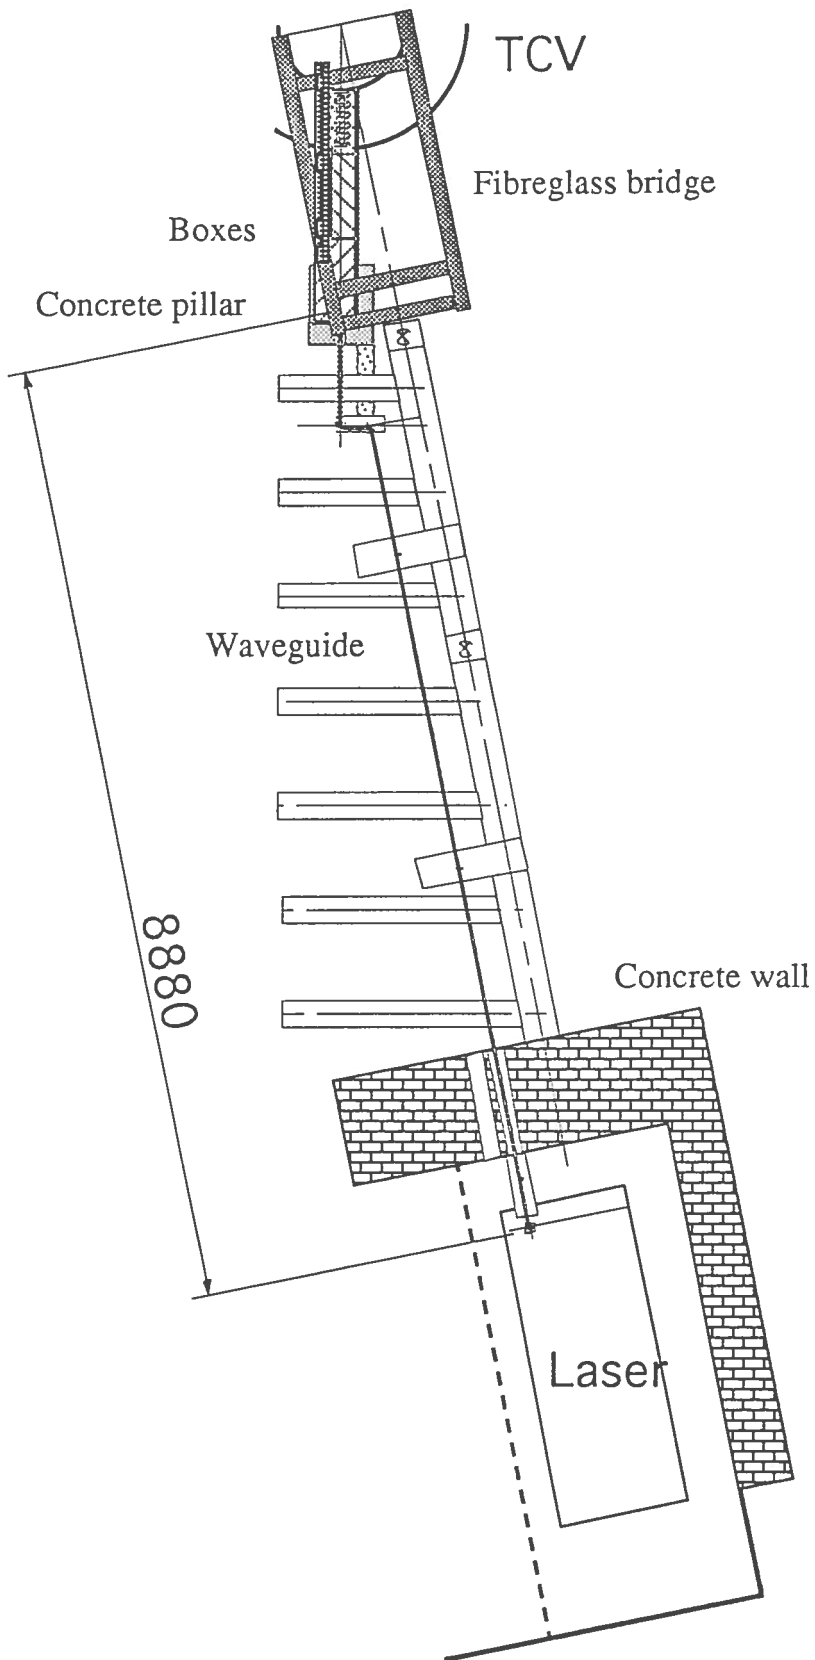 TCV
Fibreglass bridge
Boxes
Concrete pillar
Waveguide
8880
Concrete wall
Laser